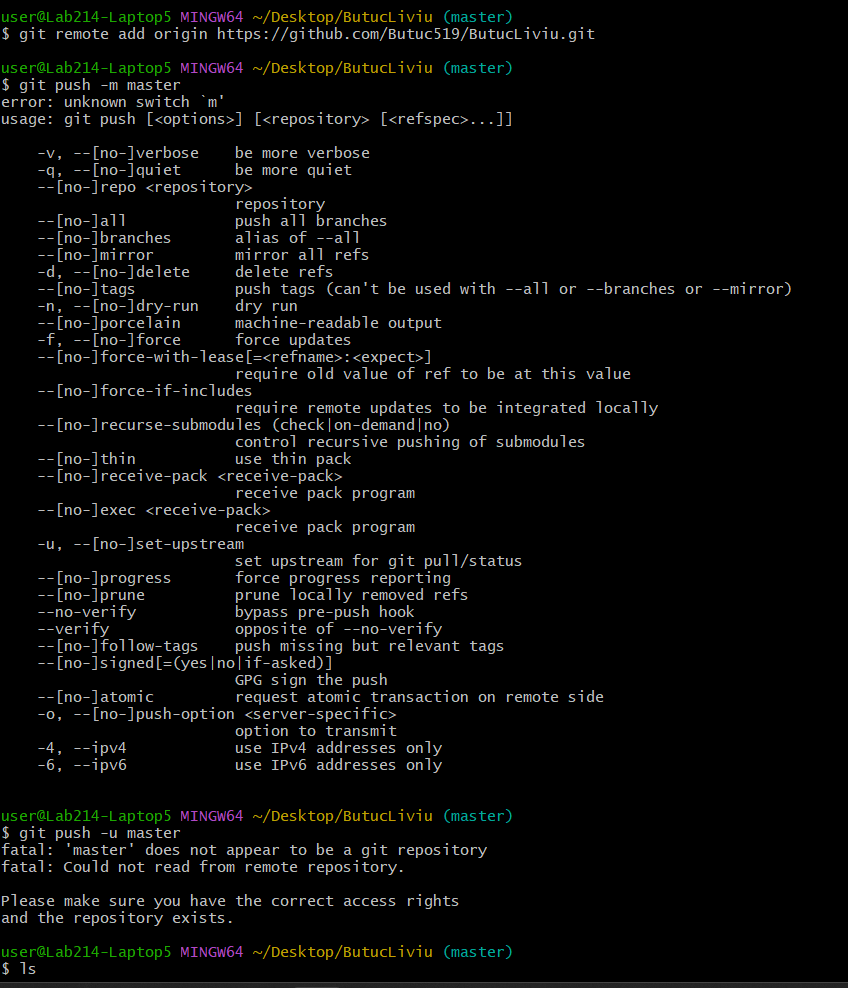 user@Lab214-Laptop5 MINGW64 ~/Desktop/ButucLiviu (master)
$ git remote add origin https://github.com/Butuc519/ButucLiviu.git

user@Lab214-Laptop5 MINGW64 ~/Desktop/ButucLiviu (master)
$ git push -m master
error: unknown switch `m'
usage: git push [<options>] [<repository> [<refspec>...]]

    -v, --[no-]verbose    be more verbose
    -q, --[no-]quiet      be more quiet
    --[no-]repo <repository>
                          repository
    --[no-]all            push all branches
    --[no-]branches       alias of --all
    --[no-]mirror         mirror all refs
    -d, --[no-]delete     delete refs
    --[no-]tags           push tags (can't be used with --all or --branches or --mirror)
    -n, --[no-]dry-run    dry run
    --[no-]porcelain      machine-readable output
    -f, --[no-]force      force updates
    --[no-]force-with-lease[=<refname>:<expect>]
                          require old value of ref to be at this value
    --[no-]force-if-includes
                          require remote updates to be integrated locally
    --[no-]recurse-submodules (check|on-demand|no)
                          control recursive pushing of submodules
    --[no-]thin           use thin pack
    --[no-]receive-pack <receive-pack>
                          receive pack program
    --[no-]exec <receive-pack>
                          receive pack program
    -u, --[no-]set-upstream
                          set upstream for git pull/status
    --[no-]progress       force progress reporting
    --[no-]prune          prune locally removed refs
    --no-verify           bypass pre-push hook
    --verify              opposite of --no-verify
    --[no-]follow-tags    push missing but relevant tags
    --[no-]signed[=(yes|no|if-asked)]
                          GPG sign the push
    --[no-]atomic         request atomic transaction on remote side
    -o, --[no-]push-option <server-specific>
                          option to transmit
    -4, --ipv4            use IPv4 addresses only
    -6, --ipv6            use IPv6 addresses only

user@Lab214-Laptop5 MINGW64 ~/Desktop/ButucLiviu (master)
$ git push -u master
fatal: 'master' does not appear to be a git repository
fatal: Could not read from remote repository.

Please make sure you have the correct access rights
and the repository exists.

user@Lab214-Laptop5 MINGW64 ~/Desktop/ButucLiviu (master)
$ ls